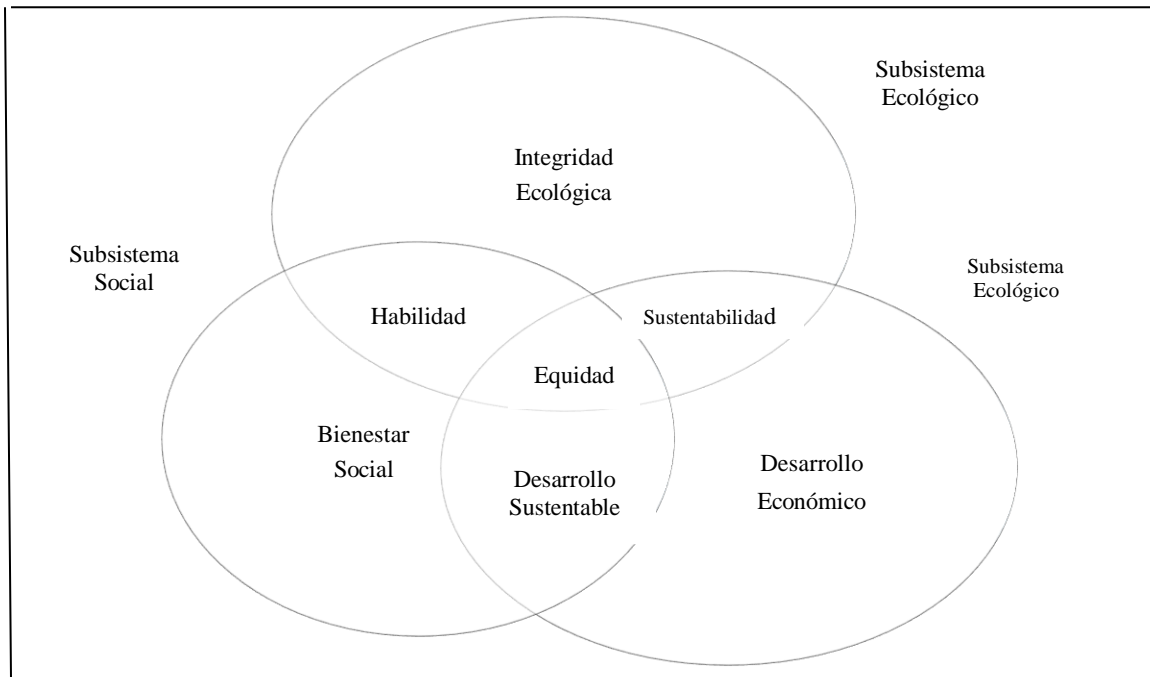 Subsistema
Ecológico
Integridad
Ecológica
Subsistema
Social
Subsistema
Ecológico
Habilidad
Sustentabilidad
Equidad
Bienestar
Social
Desarrollo
Sustentable
Desarrollo
Económico